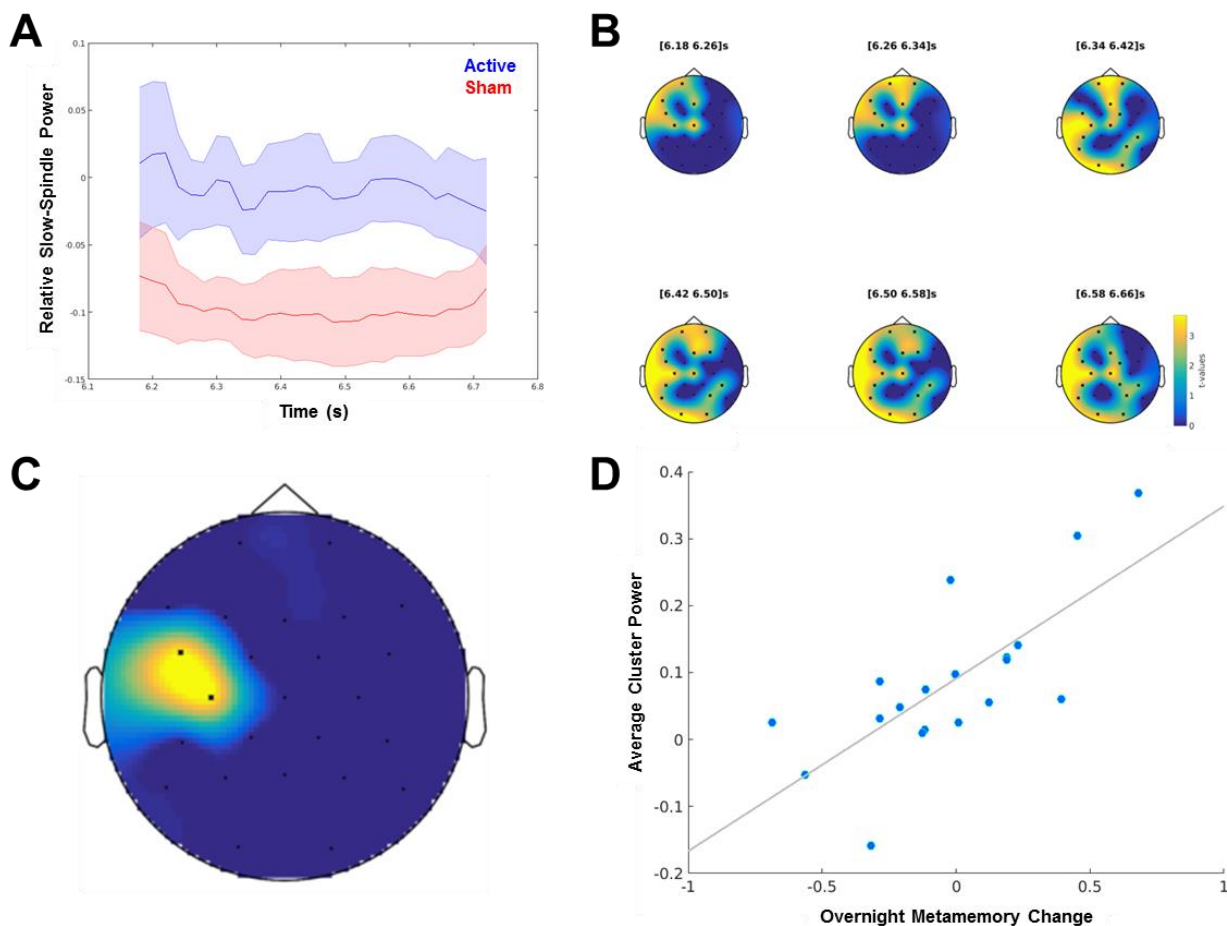 A
Relative Slow-Spindle Power
0.1
0.05
0
-0.05
-0.1
-0.15
Active
Sham
6.1 6.2 6.3 6.4 6.5 6.6 6.7 6.8
Time (s)
B
[6.18 6.26]s [6.26 6.34]s [6.34 6.42]s
[6.42 6.50]s [6.50 6.58]s [6.58 6.66]s
3
2
1
0
t-values
C
D
Average Cluster Power
0.4
0.3
0.2
0.1
0
-0.1
-0.2
-1 -0.5 0 0.5 1
Overnight Metamemory Change